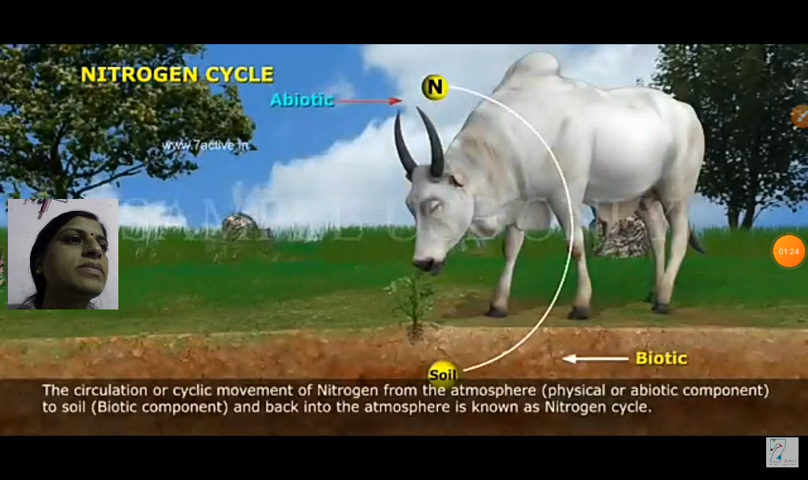 NITROGEN CYCLE
Abiotic
N
www.7active.in
01:24
Soil
Biotic
The circulation or cyclic movement of Nitrogen from the atmosphere (physical or abiotic component)
to soil (Biotic component) and back into the atmosphere is known as Nitrogen cycle.